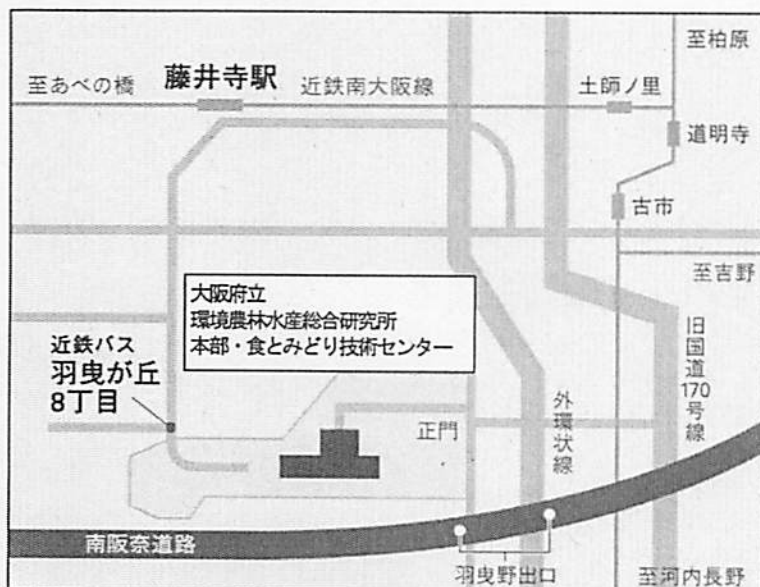 至柏原
藤井寺駅
至あべの橋
近鉄南大阪線
土師ノ里
道明寺
古市
至吉野
大阪府立
環境農林水産総合研究所
本部・食とみどり技術センター
近鉄バス
羽曳が丘
8丁目
旧国道170号線
外環状線
正門
南阪奈道路
羽曳野出口
至河内長野